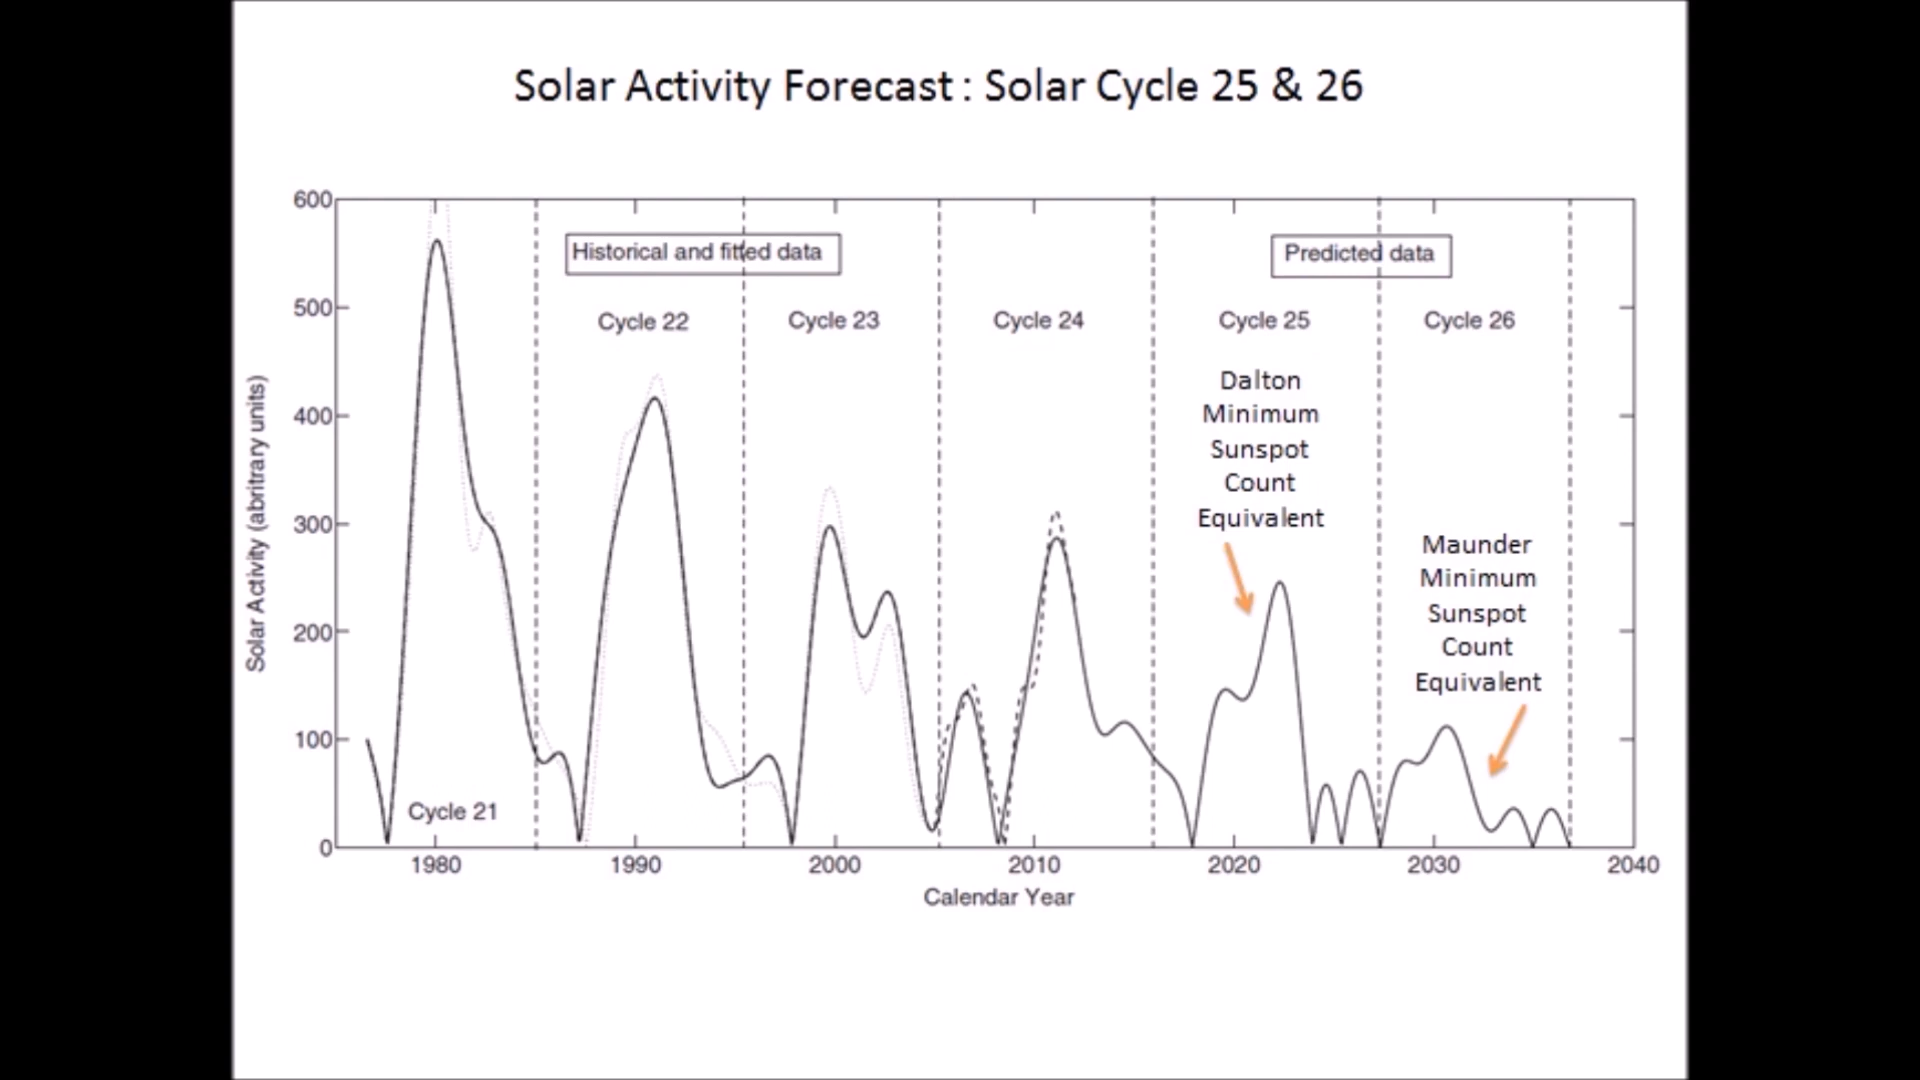 Solar Activity Forecast : Solar Cycle 25 & 26
600
500
400
300
200
100
0
Solar Activity (abritrary units)
Historical and fitted data
Predicted data
Cycle 21
Cycle 22
Cycle 23
Cycle 24
Cycle 25
Cycle 26
Dalton
Minimum
Sunspot
Count
Equivalent
Maunder
Minimum
Sunspot
Count
Equivalent
1980
1990
2000
2010
2020
2030
2040
Calendar Year